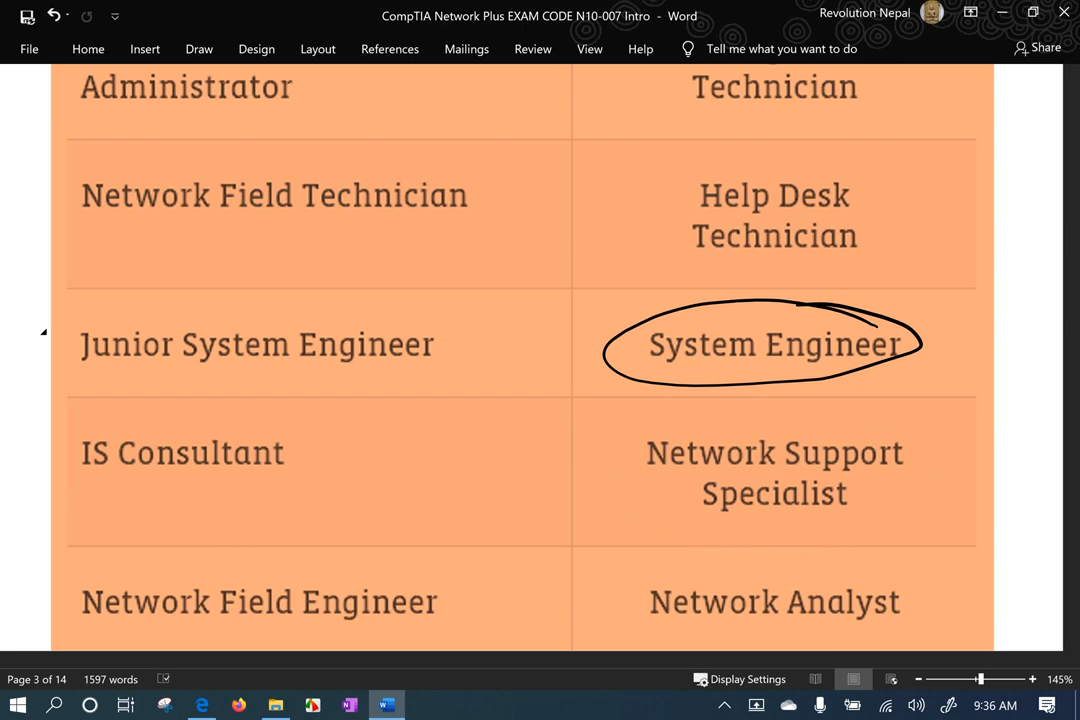 CompTIA Network Plus EXAM CODE N10-007 Intro - Word
Revolution Nepal
File Home Insert Draw Design Layout References Mailings Review View Help Tell me what you want to do Share
Administrator Technician
Network Field Technician Help Desk
Technician
Junior System Engineer System Engineer
IS Consultant Network Support
Specialist
Network Field Engineer Network Analyst
Page 3 of 14 1597 words Display Settings 145%
9:36 AM